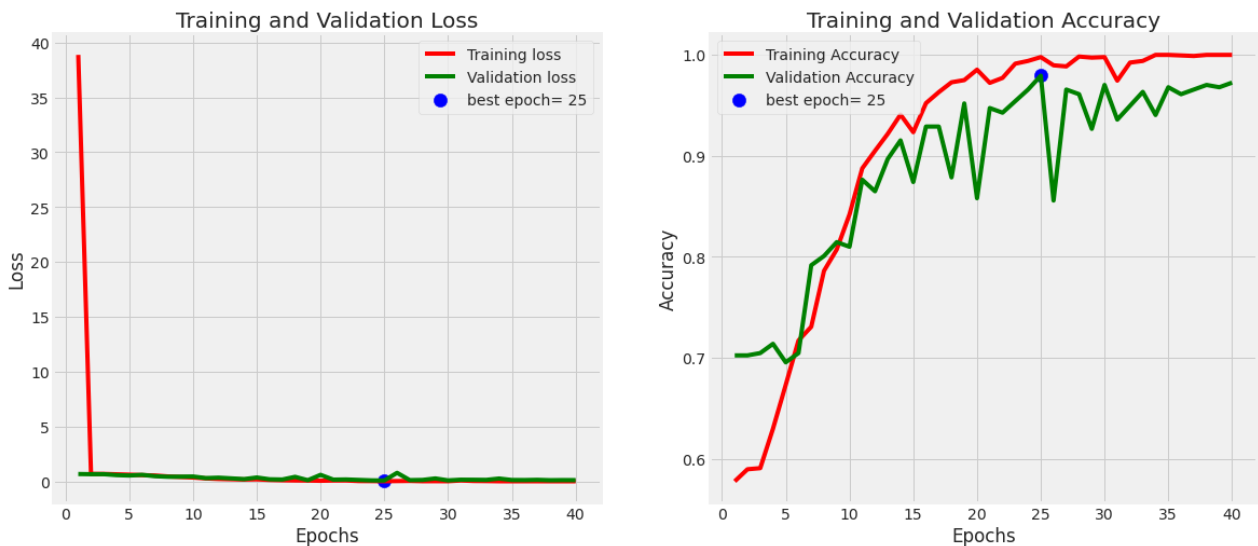 Training and Validation Loss
Training loss
Validation loss
best epoch= 25
40
35
30
25
20
15
10
5
0
Loss
0 5 10 15 20 25 30 35 40
Epochs
Training and Validation Accuracy
Training Accuracy
Validation Accuracy
best epoch= 25
1.0
0.9
0.8
0.7
0.6
Accuracy
0 5 10 15 20 25 30 35 40
Epochs